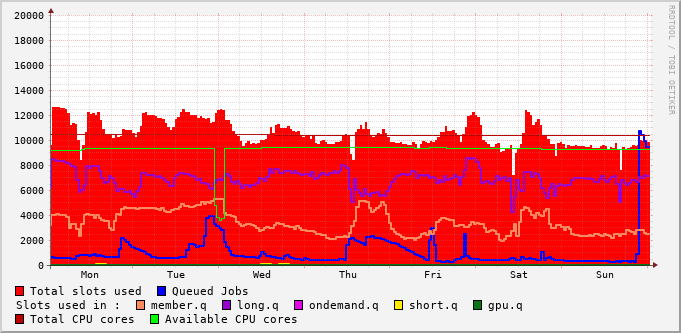 RRDTOOL / TOBI OETIKER
20000
18000
16000
14000
12000
10000
8000
6000
4000
2000
0
Mon Tue Wed Thu Fri Sat Sun
Total slots used Queued Jobs
Slots used in : member.q long.q ondemand.q short.q gpu.q
Total CPU cores Available CPU cores